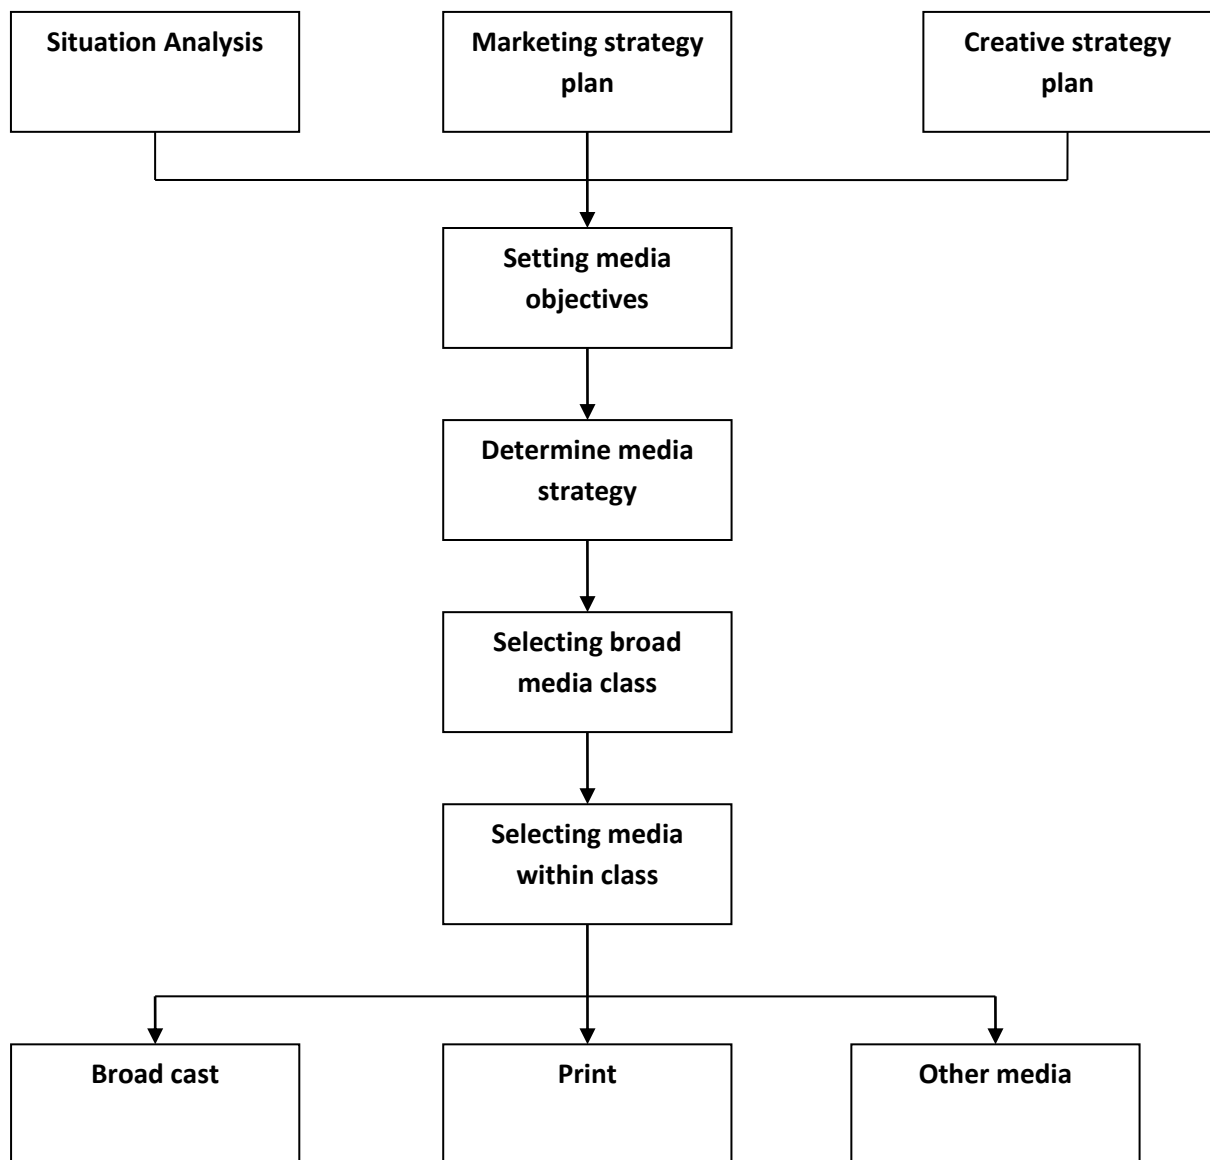 Situation Analysis
Marketing strategy
plan
Creative strategy
plan
Setting media
objectives
Determine media
strategy
Selecting broad
media class
Selecting media
within class
Broad cast
Print
Other media